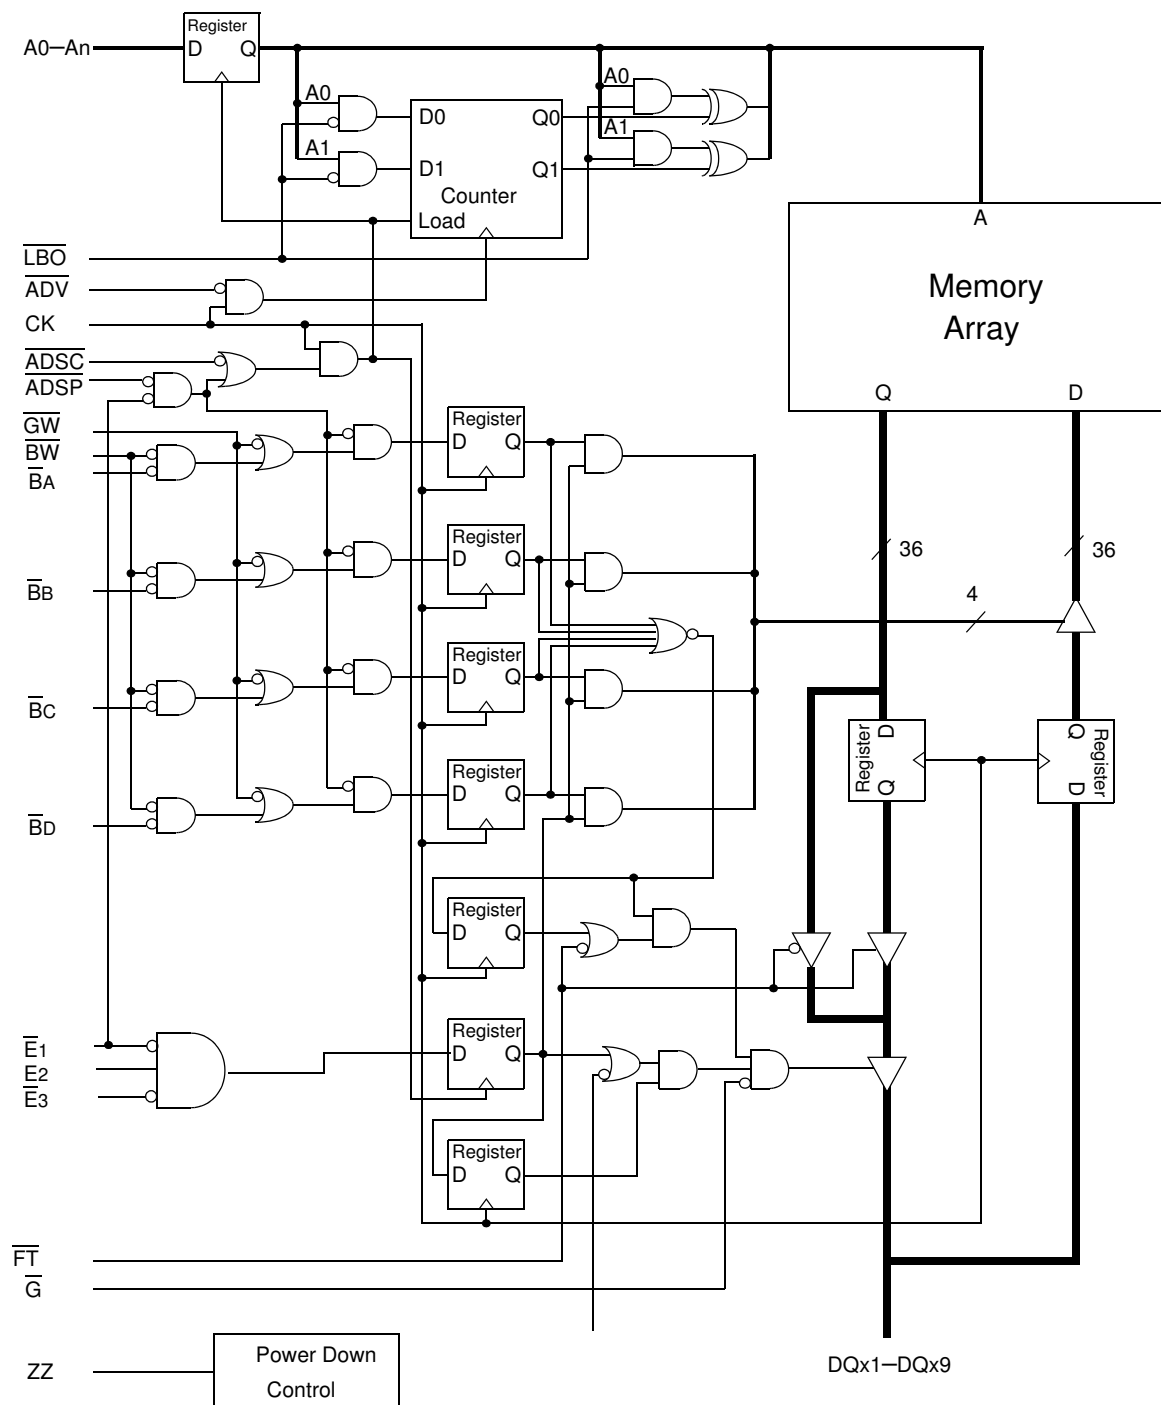 Register
A0–An
D Q
A0
A0
D0
Q0
A1
A1
D1
Q1
Counter
Load
A
LBO
ADV
Memory
Array
CK
ADSC
ADSP
Q
D
GW
Register
D Q
BW
BA
Register
D Q
36
36
BB
4
Register
D Q
BC
Register
D
Q
Register
Q
D
Register
D Q
BD
Register
D Q
Register
D Q
E1
E2
E3
Register
D Q
FT
G
ZZ
Power Down
Control
DQx1–DQx9